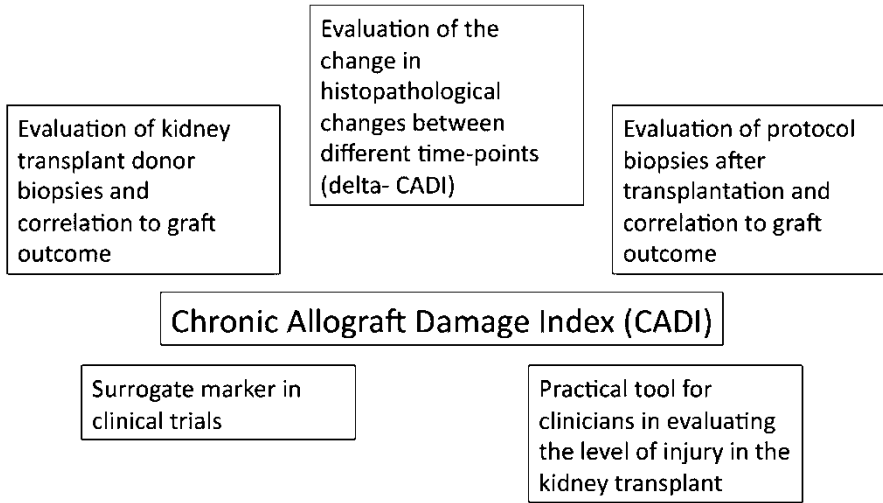 Evaluation of the
change in
histopathological
changes between
different time-points
(delta- CADI)
Evaluation of kidney
transplant donor
biopsies and
correlation to graft
outcome
Evaluation of protocol
biopsies after
transplantation and
correlation to graft
outcome
Chronic Allograft Damage Index (CADI)
Surrogate marker in
clinical trials
Practical tool for
clinicians in evaluating
the level of injury in the
kidney transplant